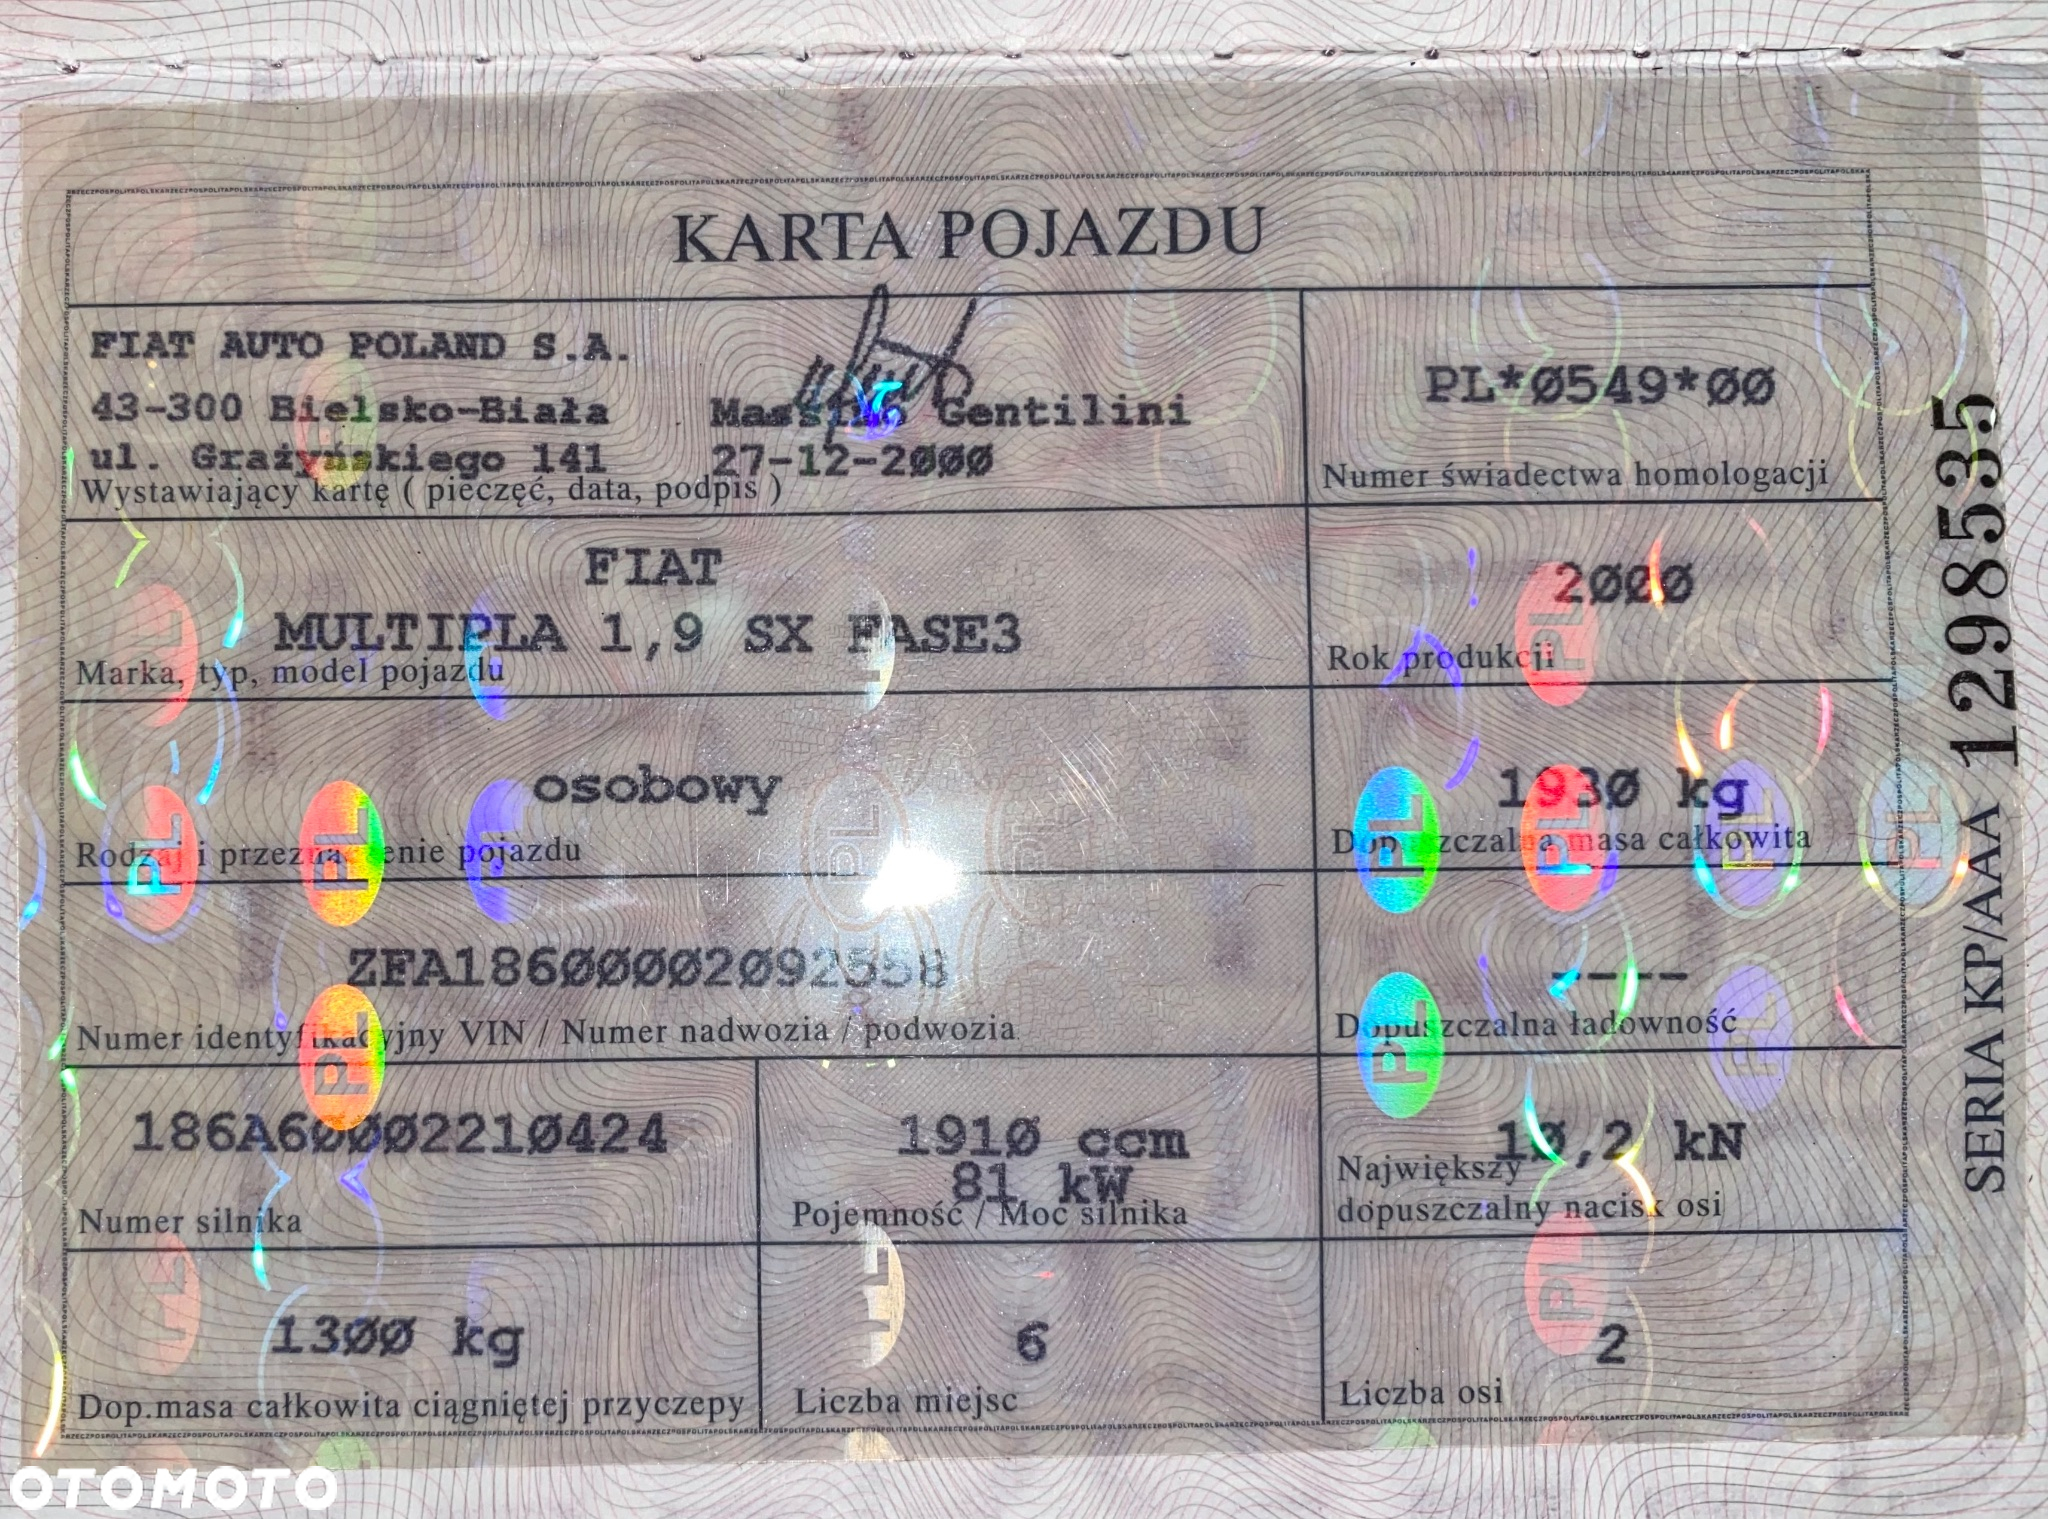 KARTA POJAZDU
FIAT AUTO POLAND S.A.
43-300 Bielsko-Biała
ul. Grażyńskiego 141
Massimo Gentilini
27-12-2000
Wystawiający kartę ( pieczęć, data, podpis )
PL*0549*00
Numer świadectwa homologacji
FIAT
MULTIPLA 1,9 SX FASE3
Marka, typ, model pojazdu
2000
Rok produkcji
osobowy
Rodzaj i przeznaczenie pojazdu
1930 kg
Dopuszczalna masa całkowita
Numer identyfikacyjny VIN / Numer nadwozia / podwozia
----
Dopuszczalna ładowność
186A60002210424
Numer silnika
1910 ccm
81 kW
Pojemność / Moc silnika
10,2 kN
Największy
dopuszczalny nacisk osi
1300 kg
Dop.masa całkowita ciągniętej przyczepy
6
Liczba miejsc
2
Liczba osi
SERIA KP/AAA 1298535
OTOMOTO